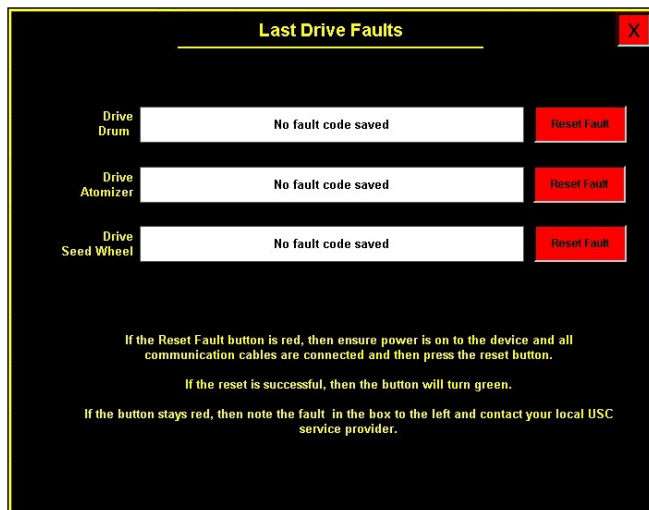 Last Drive Faults
X
Drive
Drum
No fault code saved
Reset Fault
Drive
Atomizer
No fault code saved
Reset Fault
Drive
Seed Wheel
No fault code saved
Reset Fault
If the Reset Fault button is red, then ensure power is on to the device and all
communication cables are connected and then press the reset button.
If the reset is successful, then the button will turn green.
If the button stays red, then note the fault in the box to the left and contact your local USC
service provider.